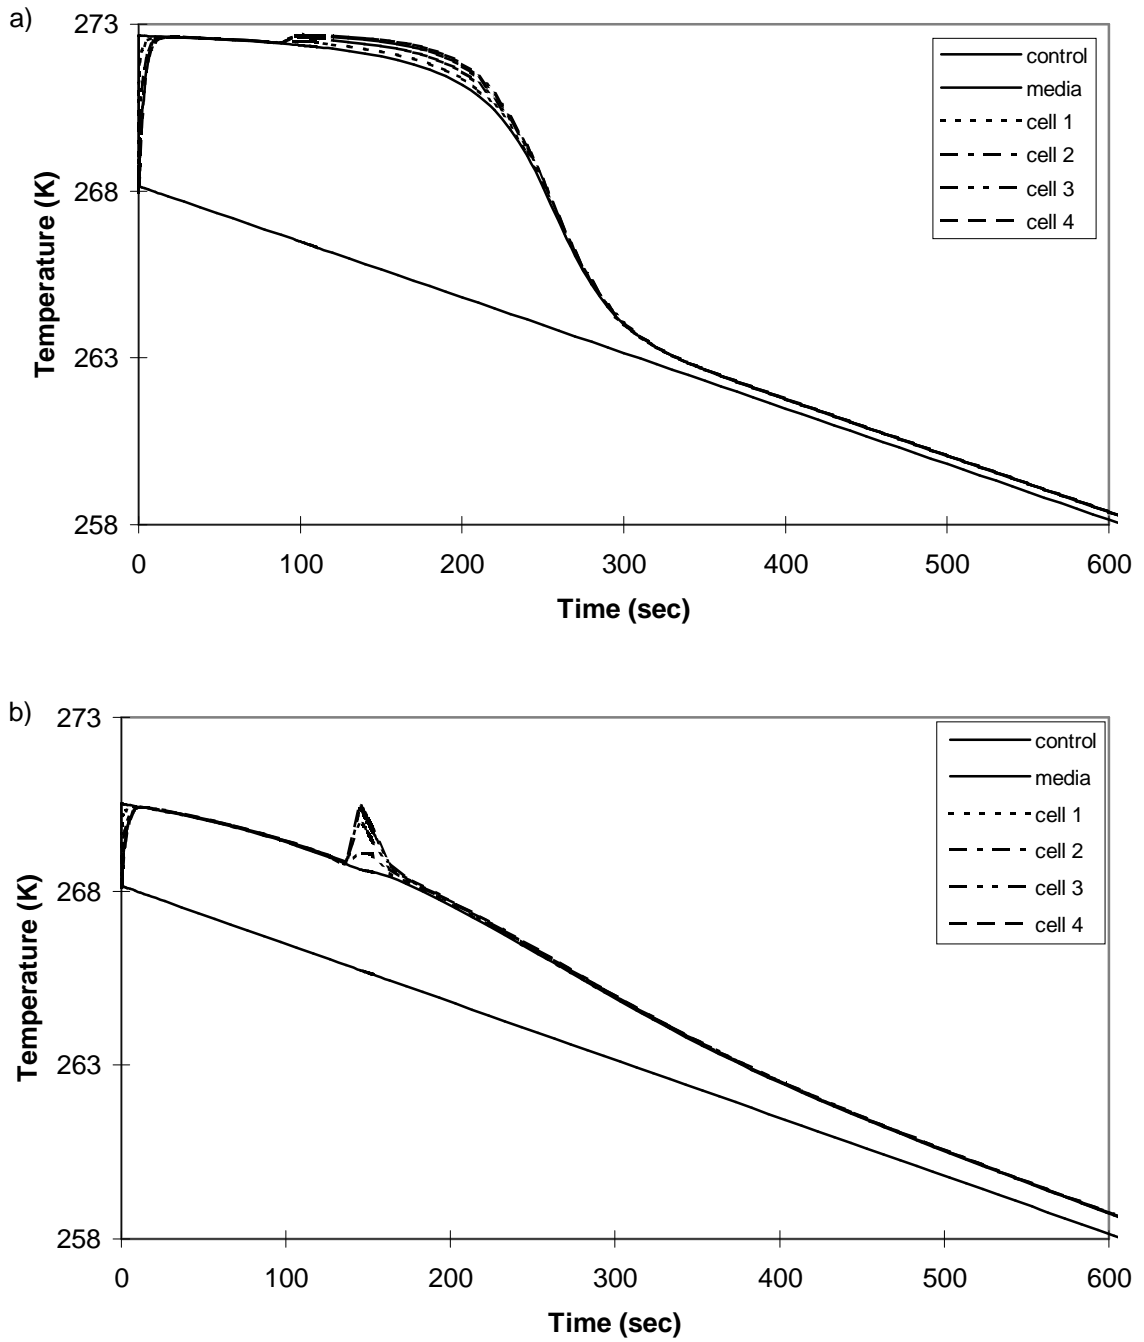 a)
273
268
263
258
Temperature (K)
control
media
cell 1
cell 2
cell 3
cell 4
0 100 200 300 400 500 600
Time (sec)
b)
273
268
263
258
Temperature (K)
control
media
cell 1
cell 2
cell 3
cell 4
0 100 200 300 400 500 600
Time (sec)